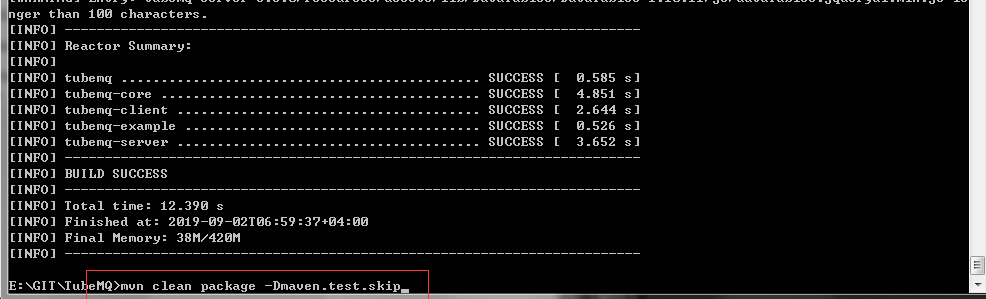 nger than 100 characters.
[INFO] ------------------------------------------------------------------------
[INFO] Reactor Summary:
[INFO]
[INFO] tubemq ............................................. SUCCESS [  0.585 s]
[INFO] tubemq-core ........................................ SUCCESS [  4.851 s]
[INFO] tubemq-client ...................................... SUCCESS [  2.644 s]
[INFO] tubemq-example ..................................... SUCCESS [  0.526 s]
[INFO] tubemq-server ...................................... SUCCESS [  3.652 s]
[INFO] ------------------------------------------------------------------------
[INFO] BUILD SUCCESS
[INFO] ------------------------------------------------------------------------
[INFO] Total time: 12.390 s
[INFO] Finished at: 2019-09-02T06:59:37+04:00
[INFO] Final Memory: 38M/420M
[INFO] ------------------------------------------------------------------------
E:\GIT\TubeMQ>mvn clean package -Dmaven.test.skip_